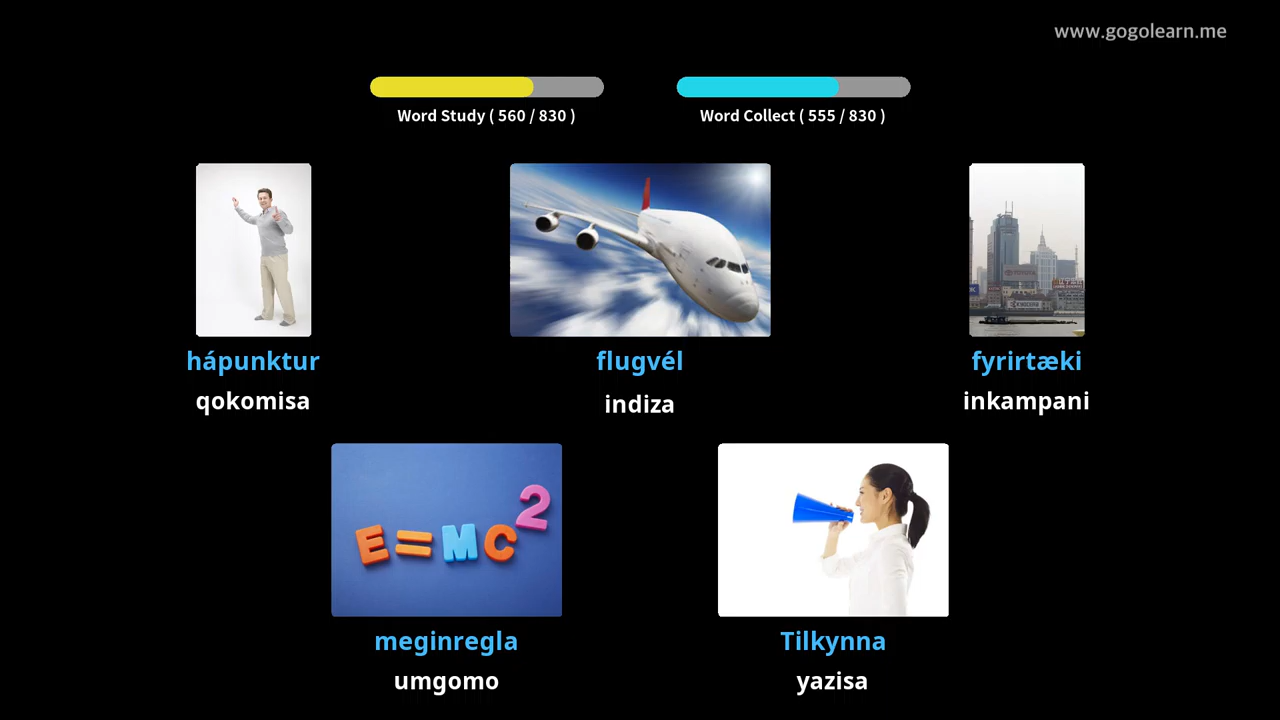 www.gogolearn.me
Word Study ( 560 / 830 )
Word Collect ( 555 / 830 )
TOYOTA
hápunktur
flugvél
fyrirtæki
qokomisa
indiza
inkampani
E=MC2
meginregla
Tilkynna
umgomo
yazisa